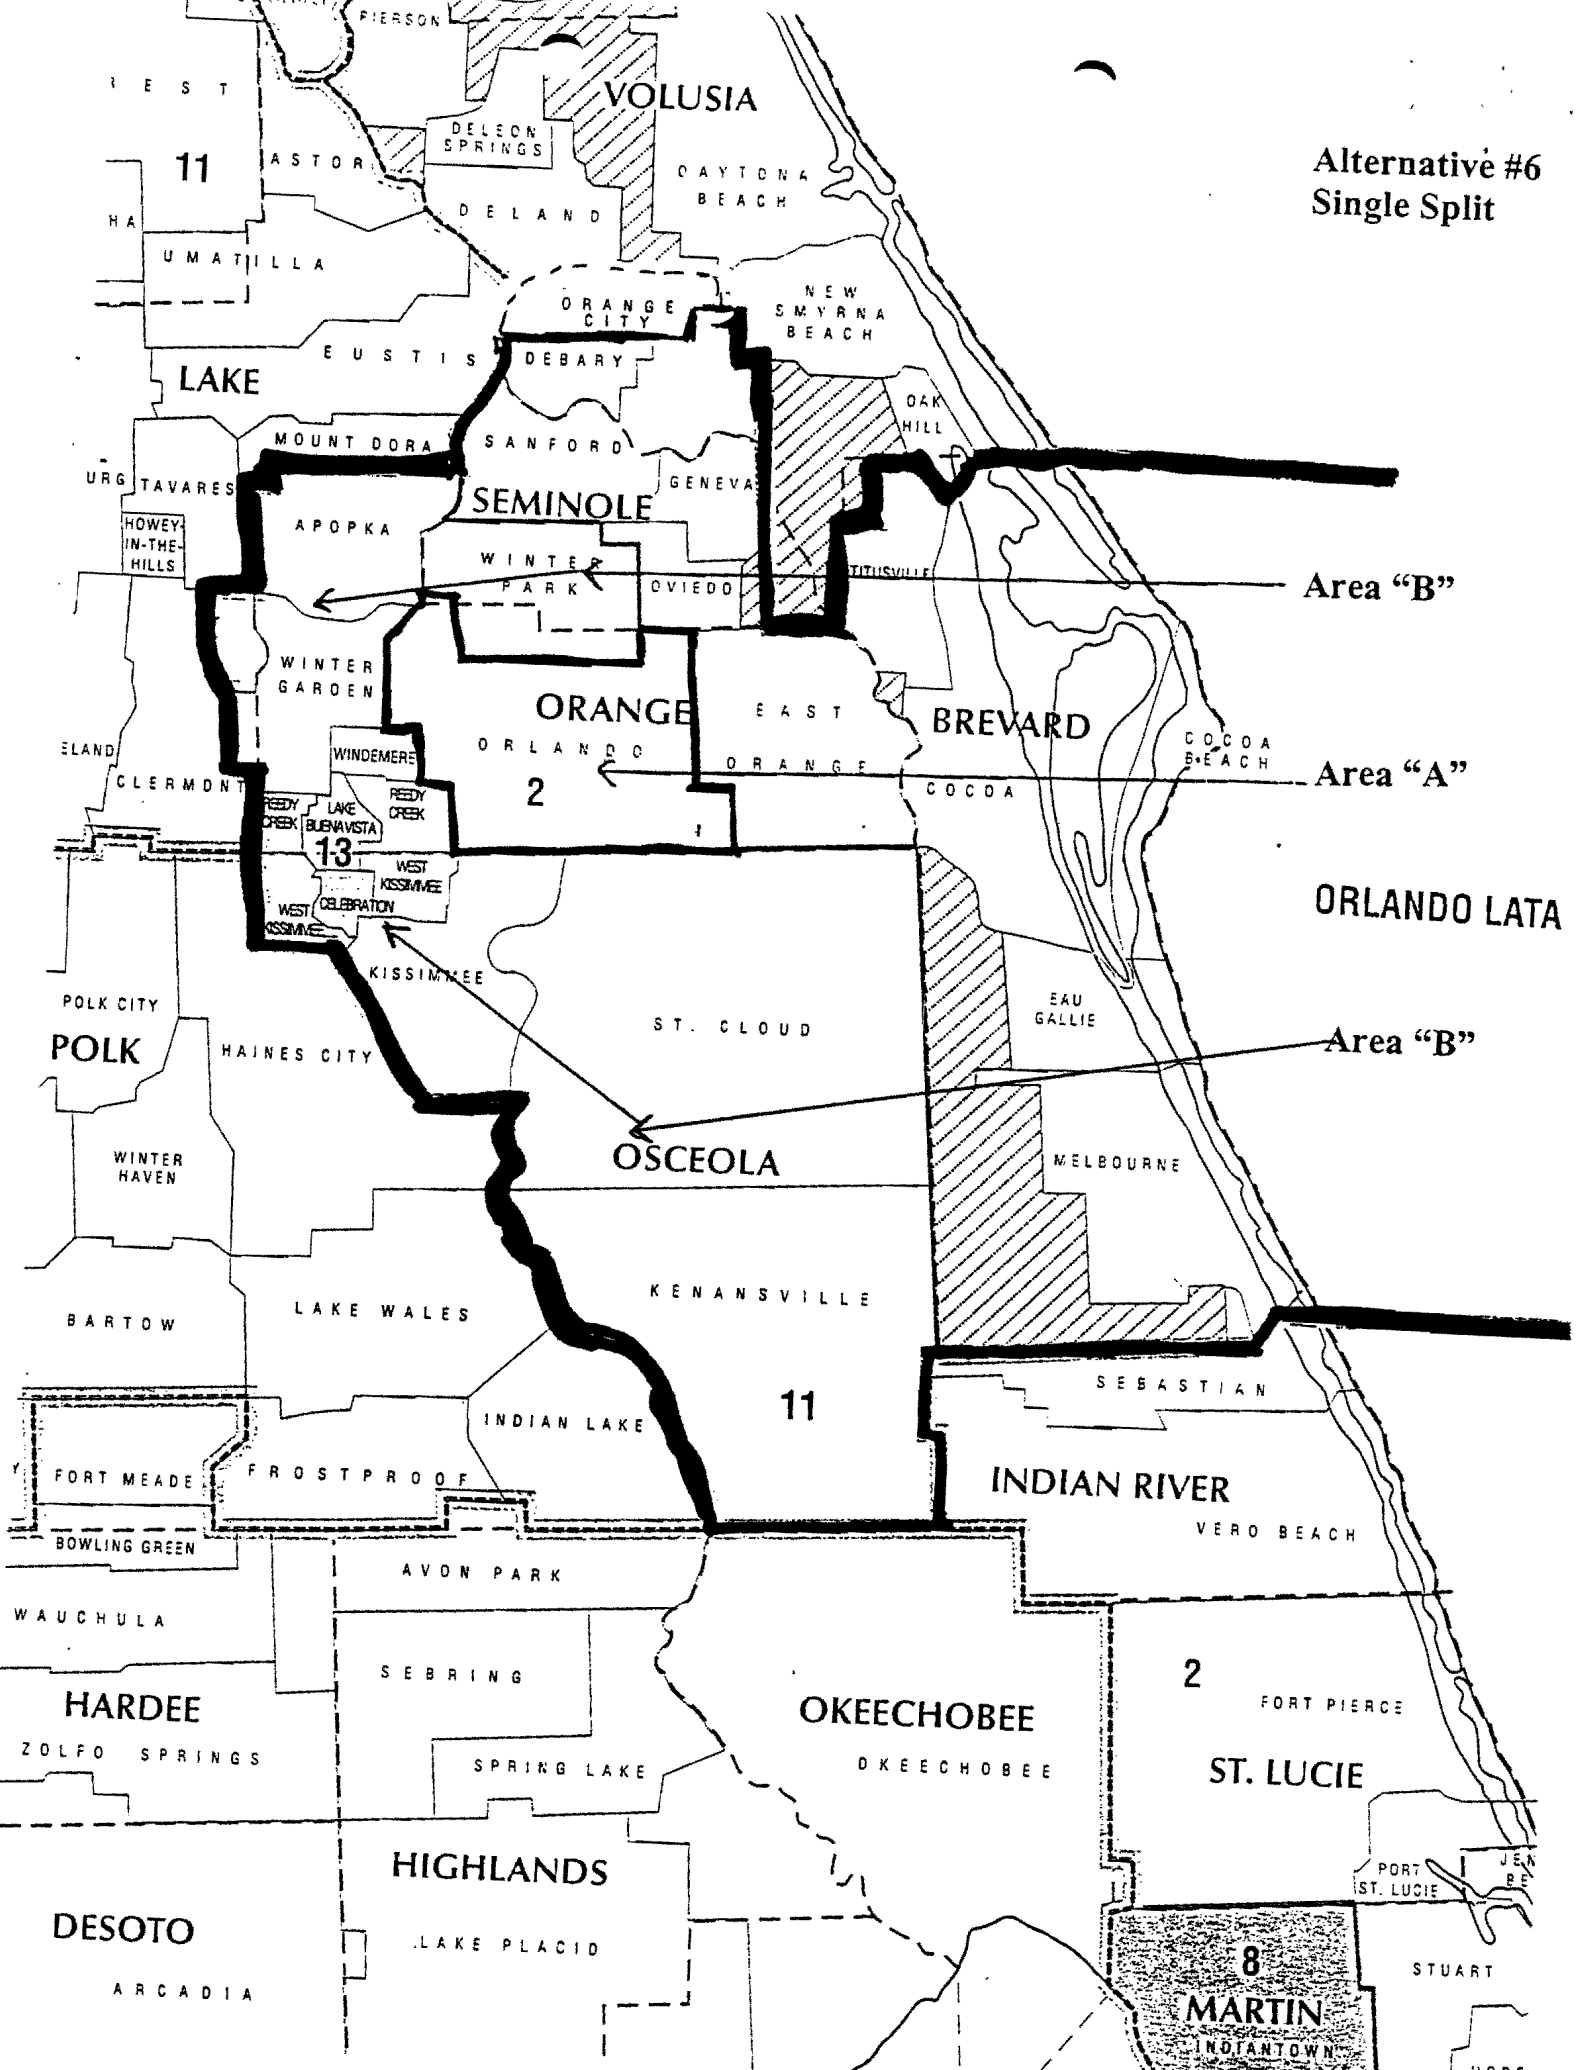 PIERSON
VOLUSIA
DELEON
SPRINGS
E S T
11
ASTOR
DAYTONA
BEACH
Alternative #6
Single Split
HA
DELAND
UMATILLA
ORANGE
CITY
NEW
SMYRNA
BEACH
EUSTIS
DEBARY
LAKE
OAK
HILL
MOUNT DORA
SANFORD
URG
TAVARES
GENEVA
SEMINOLE
APOPKA
HOWEY-
IN-THE-
HILLS
WINTER
PARK
OVIEDO
TITUSVILLE
Area “B”
WINTER
GARDEN
ORANGE
EAST
ORANGE
BREVARD
ORLANDO
2
COCOA
BEACH
ELAND
WINDEMERE
CLERMONT
Area “A”
COCOA
REEDY
CREEK
LAKE
BUENAVISTA
REEDY
CREEK
13
WEST
KISSIMMEE
CELEBRATION
WEST
KISSIMMEE
ORLANDO LATA
KISSIMMEE
POLK CITY
EAU
GALLIE
ST. CLOUD
POLK
HAINES CITY
Area “B”
WINTER
HAVEN
OSCEOLA
MELBOURNE
KENANSVILLE
BARTOW
LAKE WALES
SEBASTIAN
11
INDIAN LAKE
Y
FORT MEADE
FROSTPROOF
INDIAN RIVER
VERO BEACH
BOWLING GREEN
AVON PARK
WAUCHULA
SEBRING
2
HARDEE
OKEECHOBEE
FORT PIERCE
ZOLFO SPRINGS
SPRING LAKE
OKEECHOBEE
ST. LUCIE
HIGHLANDS
PORT
ST. LUCIE
JEN
BE
DESOTO
LAKE PLACID
8
STUART
ARCADIA
MARTIN
INDIANTOWN